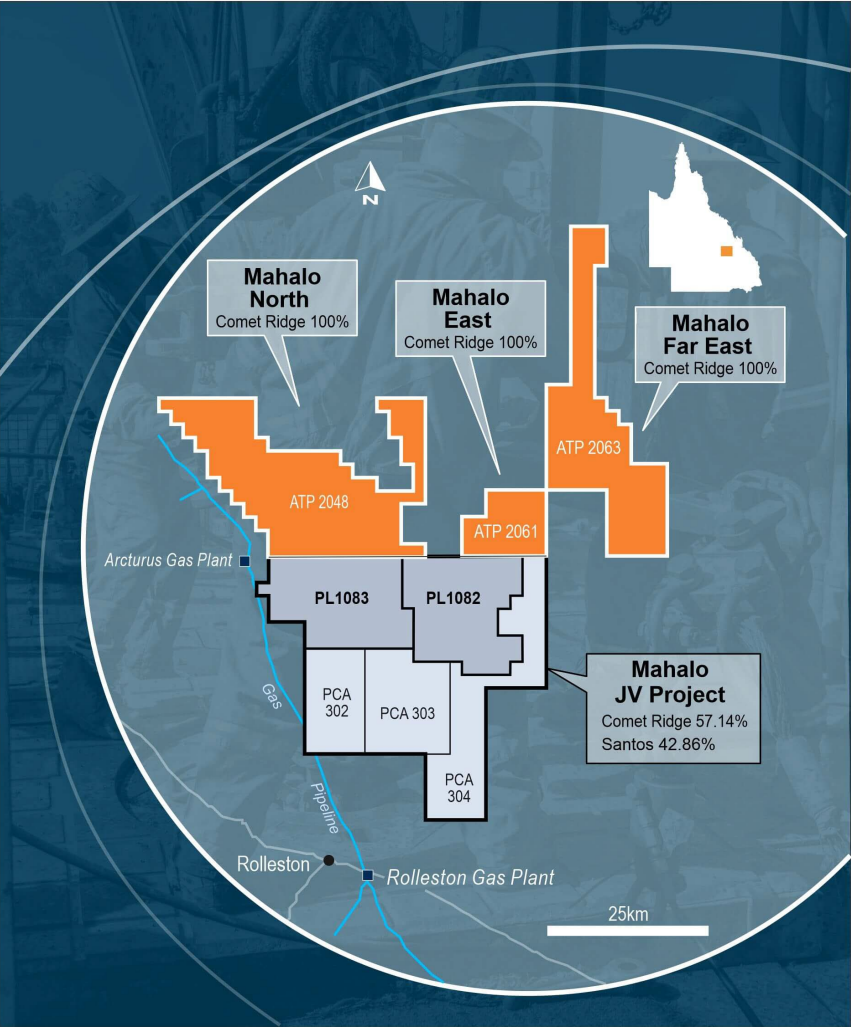 N
Mahalo
North
Comet Ridge 100%
Mahalo
East
Comet Ridge 100%
Mahalo
Far East
Comet Ridge 100%
ATP 2063
ATP 2048
ATP 2061
Arcturus Gas Plant
PL1083
PL1082
Mahalo
JV Project
Comet Ridge 57.14%
Santos 42.86%
PCA
302
PCA 303
PCA
304
Gas
Pipeline
Rolleston
Rolleston Gas Plant
25km